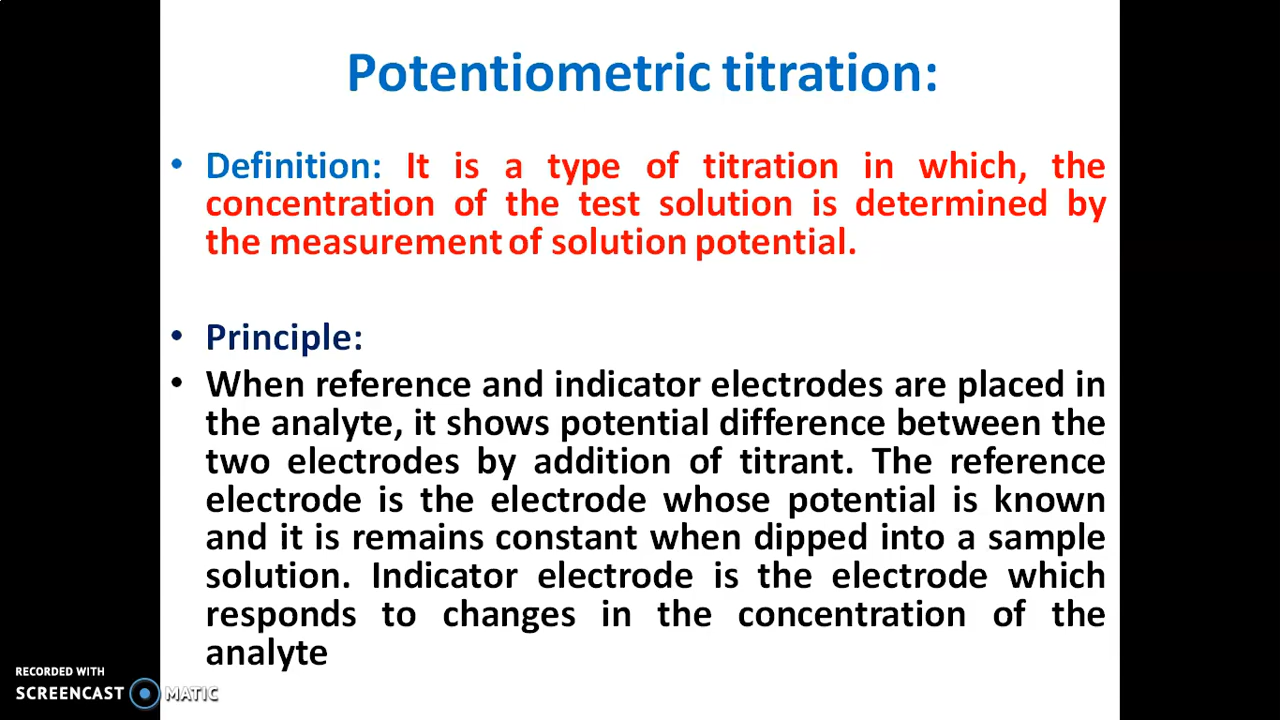 Potentiometric titration:
• Definition: It is a type of titration in which, the
concentration of the test solution is determined by
the measurement of solution potential.
• Principle:
• When reference and indicator electrodes are placed in
the analyte, it shows potential difference between the
two electrodes by addition of titrant. The reference
electrode is the electrode whose potential is known
and it is remains constant when dipped into a sample
solution. Indicator electrode is the electrode which
responds to changes in the concentration of the
analyte
RECORDED WITH
SCREENCAST MATIC